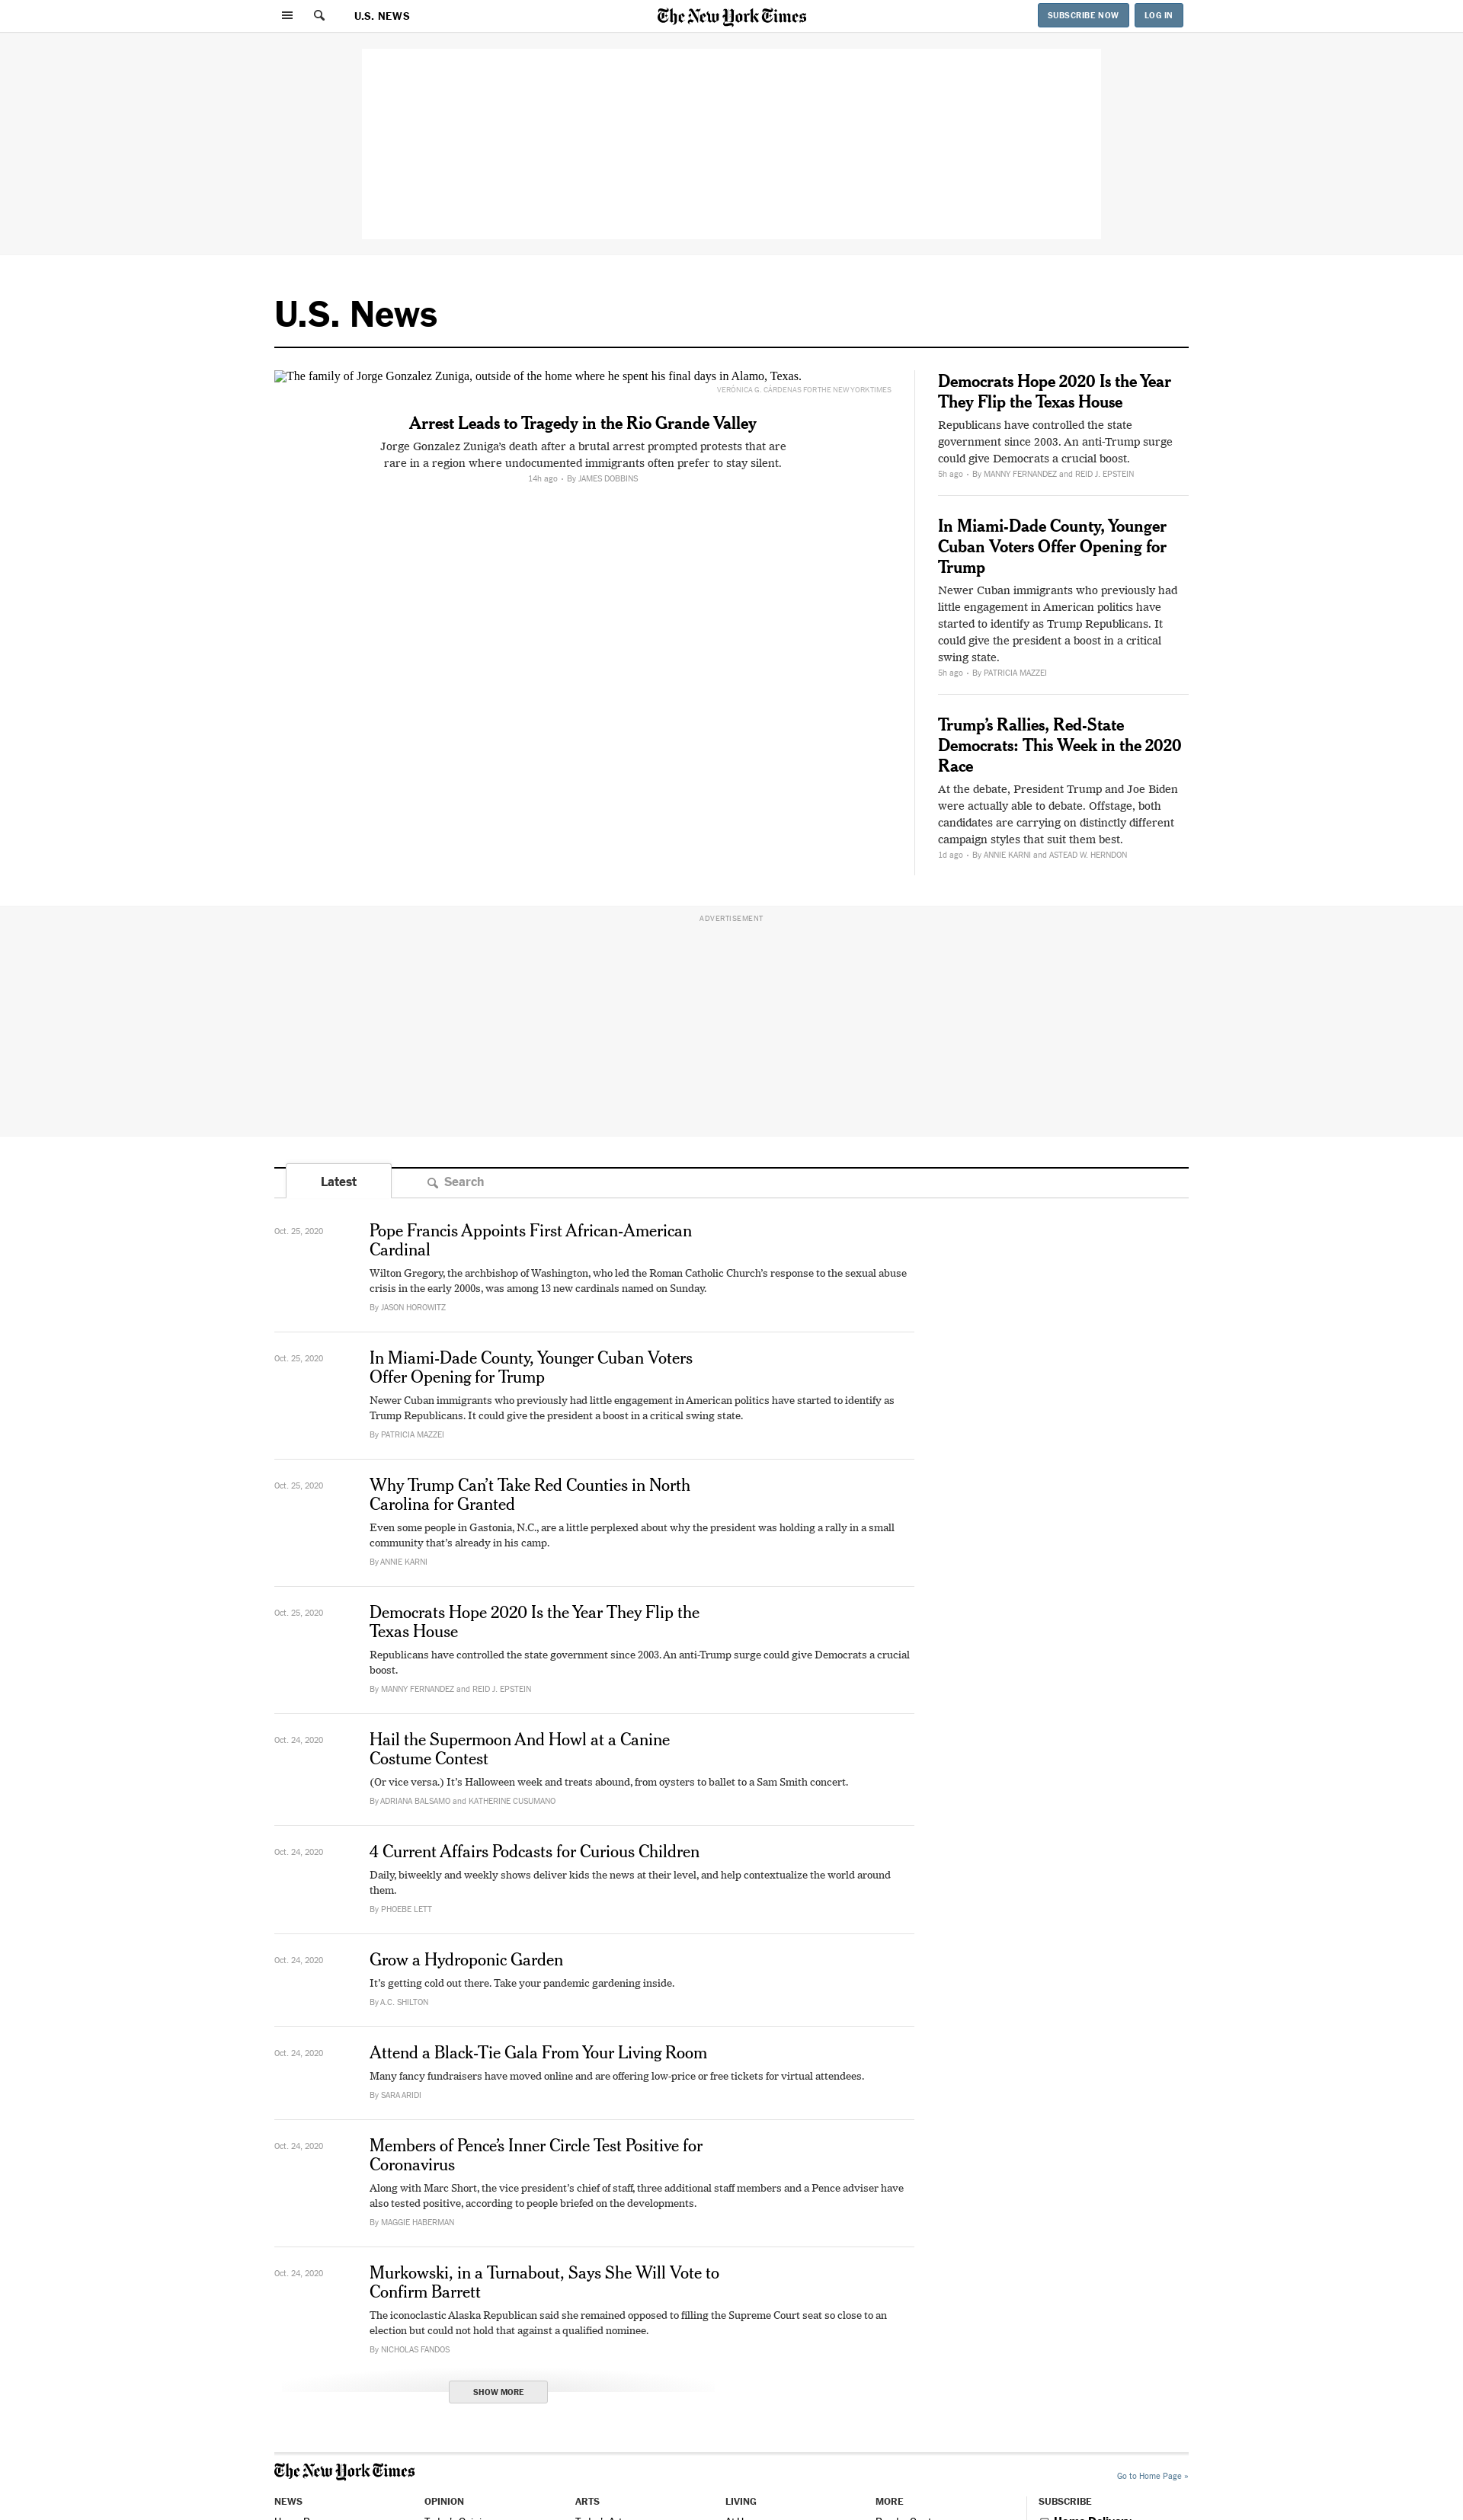 U.S. NEWS
The New York Times
SUBSCRIBE NOW
LOG IN
U.S. News
The family of Jorge Gonzalez Zuniga, outside of the home where he spent his final days in Alamo, Texas.
VERÓNICA G. CÁRDENAS FOR THE NEW YORK TIMES
Arrest Leads to Tragedy in the Rio Grande Valley
Jorge Gonzalez Zuniga’s death after a brutal arrest prompted protests that are
rare in a region where undocumented immigrants often prefer to stay silent.
14h ago • By JAMES DOBBINS
Democrats Hope 2020 Is the Year
They Flip the Texas House
Republicans have controlled the state
government since 2003. An anti-Trump surge
could give Democrats a crucial boost.
5h ago • By MANNY FERNANDEZ and REID J. EPSTEIN
In Miami-Dade County, Younger
Cuban Voters Offer Opening for
Trump
Newer Cuban immigrants who previously had
little engagement in American politics have
started to identify as Trump Republicans. It
could give the president a boost in a critical
swing state.
5h ago • By PATRICIA MAZZEI
Trump’s Rallies, Red-State
Democrats: This Week in the 2020
Race
At the debate, President Trump and Joe Biden
were actually able to debate. Offstage, both
candidates are carrying on distinctly different
campaign styles that suit them best.
1d ago • By ANNIE KARNI and ASTEAD W. HERNDON
ADVERTISEMENT
Latest
Search
Oct. 25, 2020
Pope Francis Appoints First African-American
Cardinal
Wilton Gregory, the archbishop of Washington, who led the Roman Catholic Church’s response to the sexual abuse
crisis in the early 2000s, was among 13 new cardinals named on Sunday.
By JASON HOROWITZ
Oct. 25, 2020
In Miami-Dade County, Younger Cuban Voters
Offer Opening for Trump
Newer Cuban immigrants who previously had little engagement in American politics have started to identify as
Trump Republicans. It could give the president a boost in a critical swing state.
By PATRICIA MAZZEI
Oct. 25, 2020
Why Trump Can’t Take Red Counties in North
Carolina for Granted
Even some people in Gastonia, N.C., are a little perplexed about why the president was holding a rally in a small
community that’s already in his camp.
By ANNIE KARNI
Oct. 25, 2020
Democrats Hope 2020 Is the Year They Flip the
Texas House
Republicans have controlled the state government since 2003. An anti-Trump surge could give Democrats a crucial
boost.
By MANNY FERNANDEZ and REID J. EPSTEIN
Oct. 24, 2020
Hail the Supermoon And Howl at a Canine
Costume Contest
(Or vice versa.) It’s Halloween week and treats abound, from oysters to ballet to a Sam Smith concert.
By ADRIANA BALSAMO and KATHERINE CUSUMANO
Oct. 24, 2020
4 Current Affairs Podcasts for Curious Children
Daily, biweekly and weekly shows deliver kids the news at their level, and help contextualize the world around
them.
By PHOEBE LETT
Oct. 24, 2020
Grow a Hydroponic Garden
It’s getting cold out there. Take your pandemic gardening inside.
By A.C. SHILTON
Oct. 24, 2020
Attend a Black-Tie Gala From Your Living Room
Many fancy fundraisers have moved online and are offering low-price or free tickets for virtual attendees.
By SARA ARIDI
Oct. 24, 2020
Members of Pence’s Inner Circle Test Positive for
Coronavirus
Along with Marc Short, the vice president’s chief of staff, three additional staff members and a Pence adviser have
also tested positive, according to people briefed on the developments.
By MAGGIE HABERMAN
Oct. 24, 2020
Murkowski, in a Turnabout, Says She Will Vote to
Confirm Barrett
The iconoclastic Alaska Republican said she remained opposed to filling the Supreme Court seat so close to an
election but could not hold that against a qualified nominee.
By NICHOLAS FANDOS
SHOW MORE
The New York Times
Go to Home Page »
NEWS
OPINION
ARTS
LIVING
MORE
SUBSCRIBE